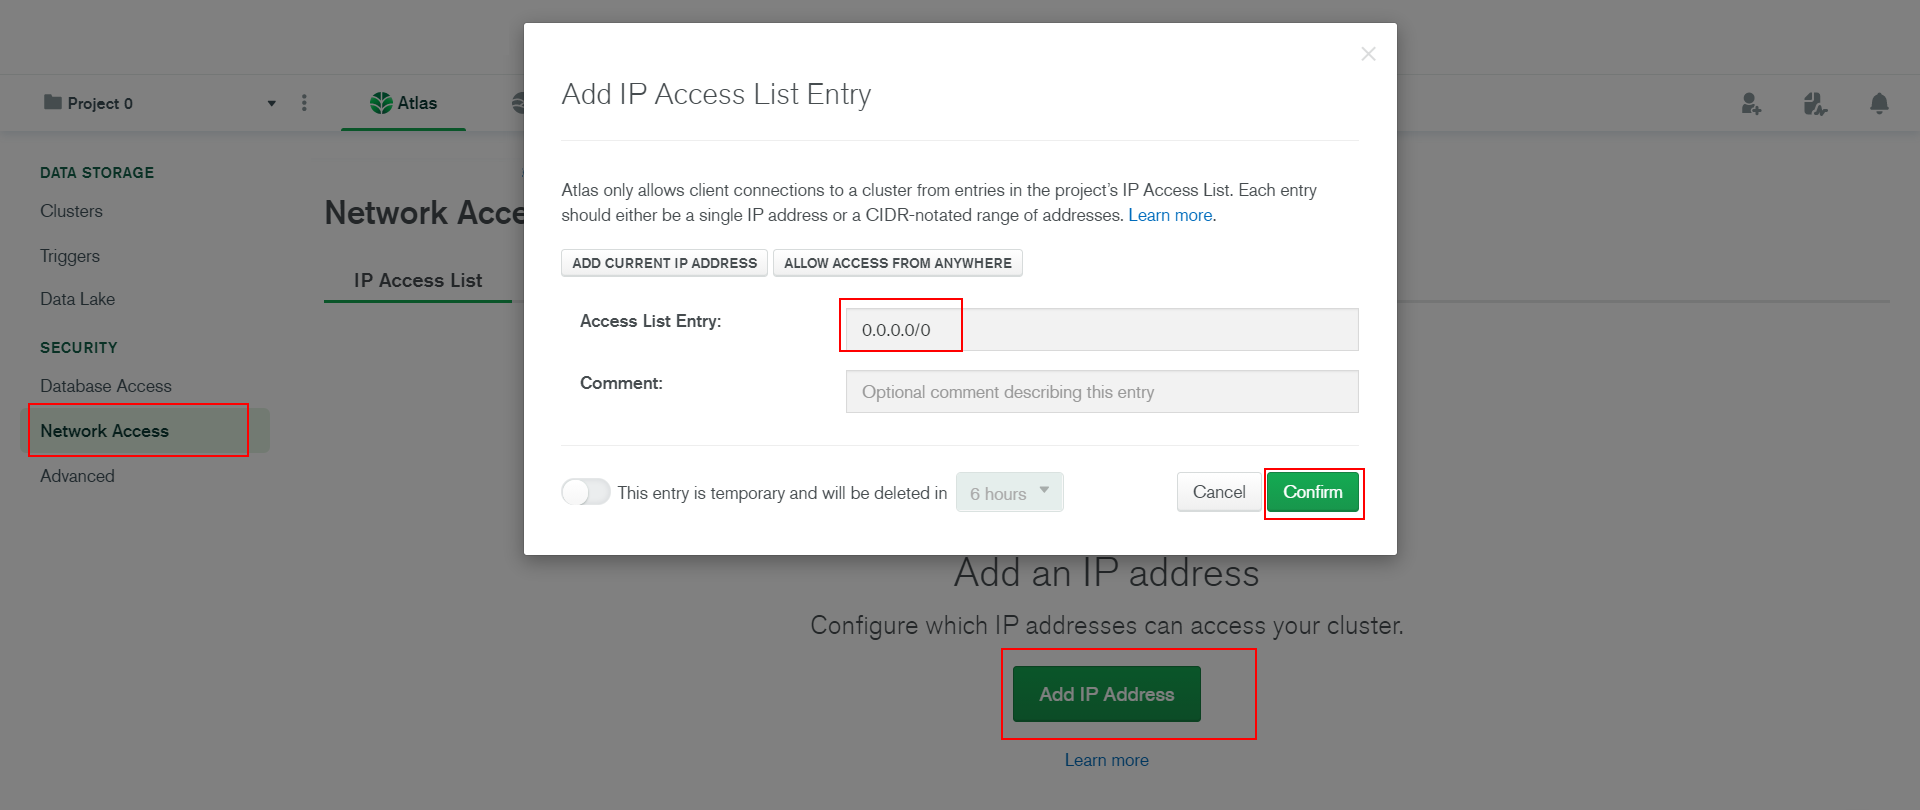 Project 0
Atlas
DATA STORAGE
Clusters
Triggers
Data Lake
SECURITY
Database Access
Network Access
Advanced
Network Acce
IP Access List
Add IP Access List Entry
Atlas only allows client connections to a cluster from entries in the project’s IP Access List. Each entry
should either be a single IP address or a CIDR-notated range of addresses. Learn more.
ADD CURRENT IP ADDRESS
ALLOW ACCESS FROM ANYWHERE
Access List Entry:
0.0.0.0/0
Comment:
Optional comment describing this entry
This entry is temporary and will be deleted in
6 hours
Cancel
Confirm
Add an IP address
Configure which IP addresses can access your cluster.
Add IP Address
Learn more